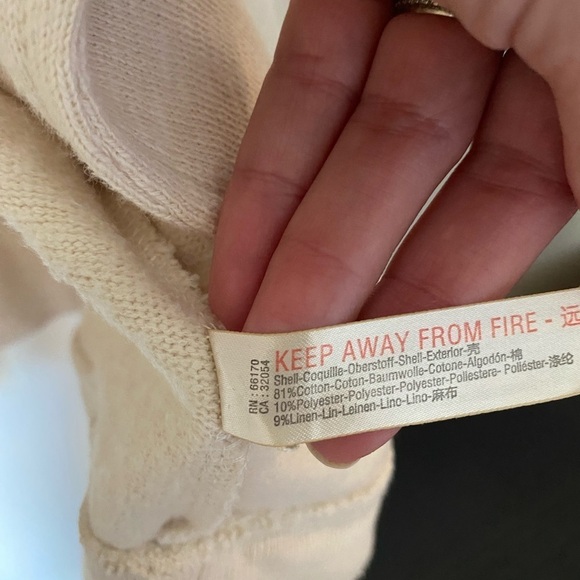 RN : 66170
CA : 32054
KEEP AWAY FROM FIRE - 远
Shell-Coquille-Oberstoff-Shell-Exterior-壳
81%Cotton-Coton-Baumwolle-Cotone-Algodón-棉
10%Polyester-Polyester-Polyester-Poliestere- Poliéster-涤纶
9%Linen-Lin-Leinen-Lino-Lino-麻布